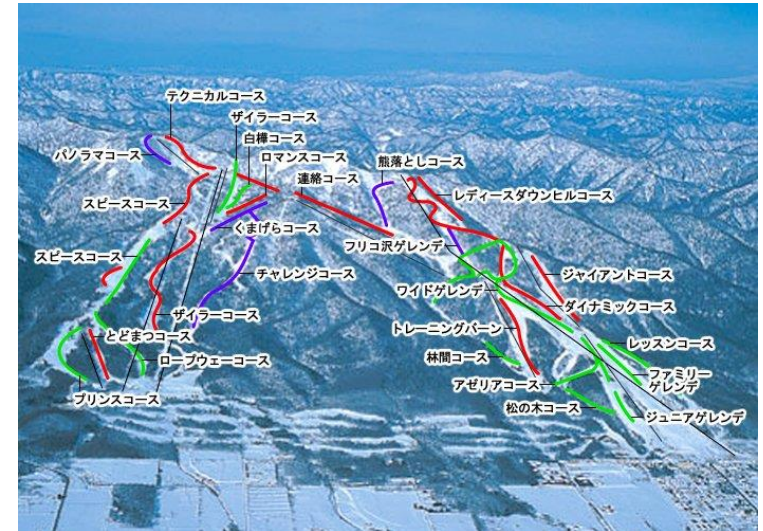 テクニカルコース
ザイラーコース
白樺コース
パノラマコース
ロマンスコース
熊落としコース
連絡コース
レディースダウンヒルコース
スピースコース
くまげらコース
フリコ沢ゲレンデ
スピースコース
チャレンジコース
ジャイアントコース
ワイドゲレンデ
ダイナミックコース
ザイラーコース
トレーニングバーン
とどまつコース
レッスンコース
林間コース
ロープウェーコース
ファミリー
ゲレンデ
アゼリアコース
プリンスコース
松の木コース
ジュニアゲレンデ